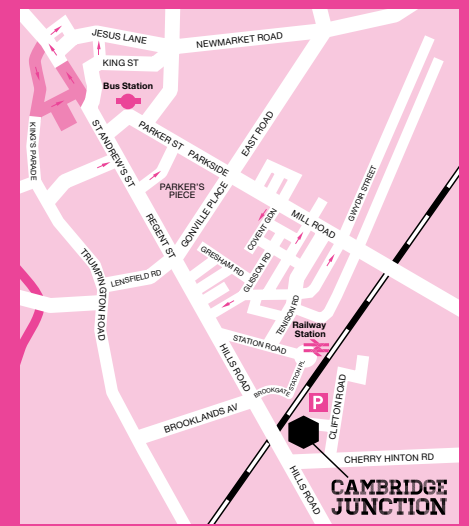 JESUS LANE
NEWMARKET ROAD
KING ST
Bus Station
KING'S PARADE
ST ANDREW'S ST
PARKER ST
PARKSIDE
EAST ROAD
PARKER'S
PIECE
GONVILLE PLACE
REGENT ST
MILL ROAD
GWYDIR STREET
COVENT GDN
GRESHAM RD
GLISSON RD
TRUMPINGTON ROAD
LENSFIELD RD
TENISON RD
Railway
Station
STATION ROAD
HILLS ROAD
BROOKGATE
STATION PL
P
CLIFTON ROAD
BROOKLANDS AV
CHERRY HINTON RD
HILLS ROAD
CAMBRIDGE
JUNCTION